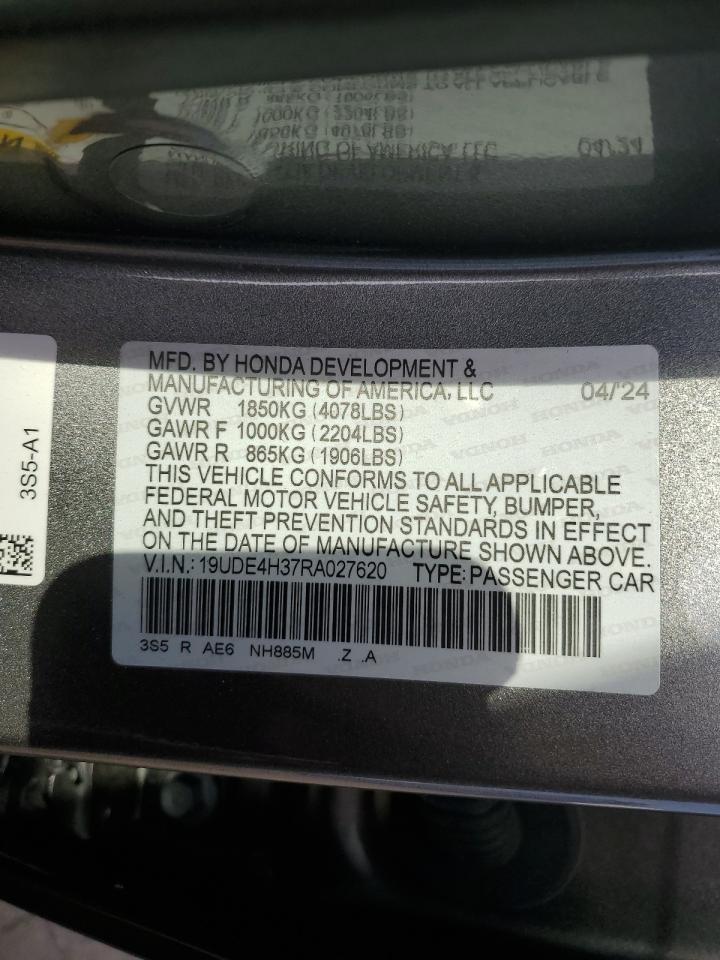 MFD. BY HONDA DEVELOPMENT &
MANUFACTURING OF AMERICA, LLC 04/'24
GVWR 1850KG (4078LBS)
GAWR F 1000KG (2204LBS)
GAWR R 865KG (1906LBS)
THIS VEHICLE CONFORMS TO ALL APPLICABLE
FEDERAL MOTOR VEHICLE SAFETY, BUMPER,
AND THEFT PREVENTION STANDARDS IN EFFECT
ON THE DATE OF MANUFACTURE SHOWN ABOVE.
V.I.N.: 19UDE4H37RA027620 TYPE: PASSENGER CAR
3S5 R AE6 NH885M .Z .A
3S5-A1